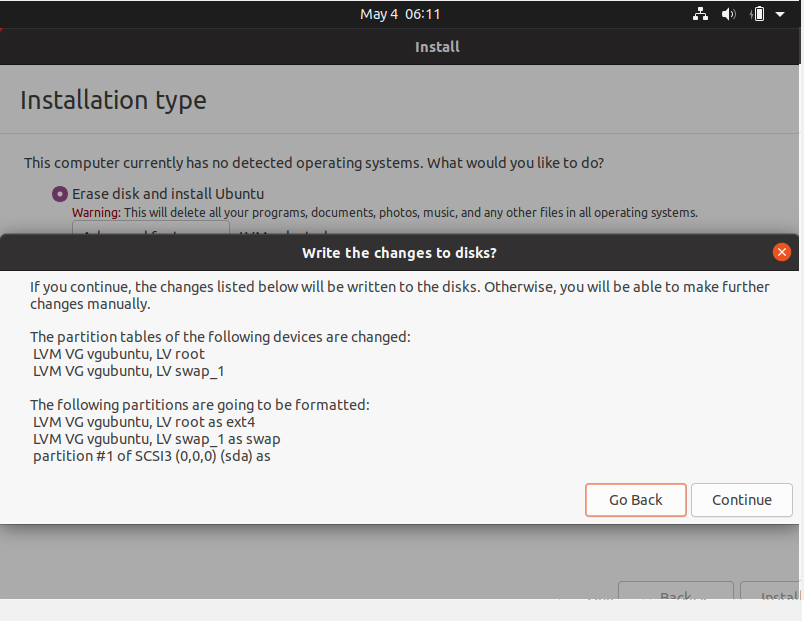 May 4 06:11
Install
Installation type
This computer currently has no detected operating systems. What would you like to do?
Erase disk and install Ubuntu
Warning: This will delete all your programs, documents, photos, music, and any other files in all operating systems.
Write the changes to disks?
If you continue, the changes listed below will be written to the disks. Otherwise, you will be able to make further
changes manually.
The partition tables of the following devices are changed:
LVM VG vgubuntu, LV root
LVM VG vgubuntu, LV swap_1
The following partitions are going to be formatted:
LVM VG vgubuntu, LV root as ext4
LVM VG vgubuntu, LV swap_1 as swap
partition #1 of SCSI3 (0,0,0) (sda) as
Go Back
Continue
Back
Install